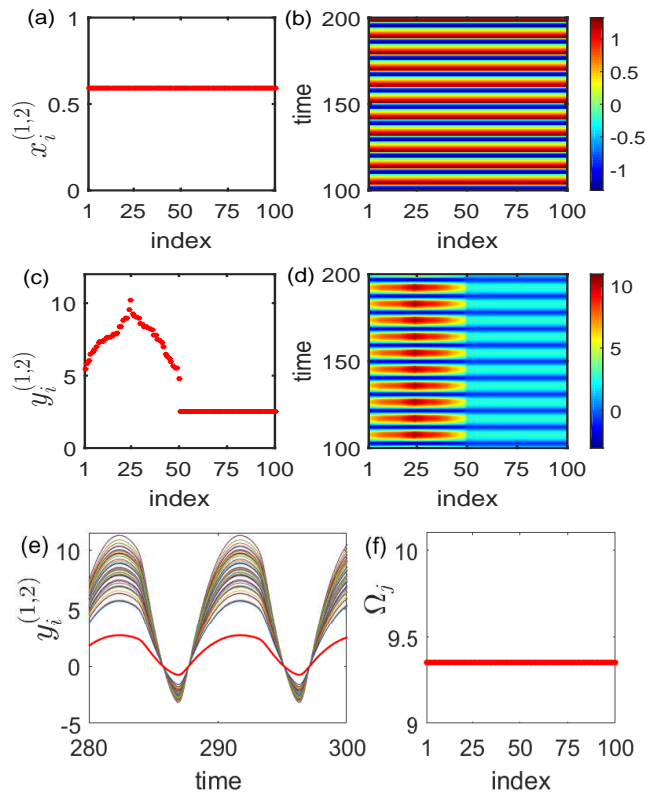 (a)
1
0.5
0
x_i^{(1,2)}
1 25 50 75 100
index
(b)
200
150
100
time
1 25 50 75 100
index
1
0.5
0
-0.5
-1
(c)
10
5
0
y_i^{(1,2)}
1 25 50 75 100
index
(d)
200
150
100
time
1 25 50 75 100
index
10
5
0
(e)
10
5
0
-5
y_i^{(1,2)}
280 290 300
time
(f)
10
9.5
9
Ω_j
1 25 50 75 100
index